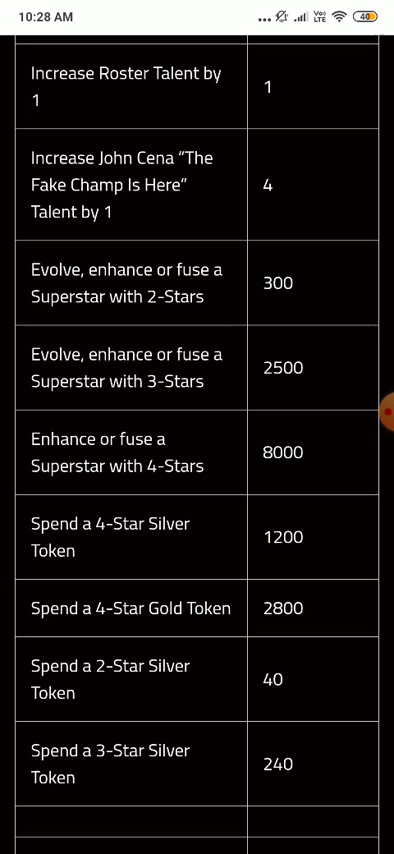 10:28 AM
Vo) LTE
40
Increase Roster Talent by
1
1
Increase John Cena “The
Fake Champ Is Here”
Talent by 1
4
Evolve, enhance or fuse a
Superstar with 2-Stars
300
Evolve, enhance or fuse a
Superstar with 3-Stars
2500
Enhance or fuse a
Superstar with 4-Stars
8000
Spend a 4-Star Silver
Token
1200
Spend a 4-Star Gold Token
2800
Spend a 2-Star Silver
Token
40
Spend a 3-Star Silver
Token
240